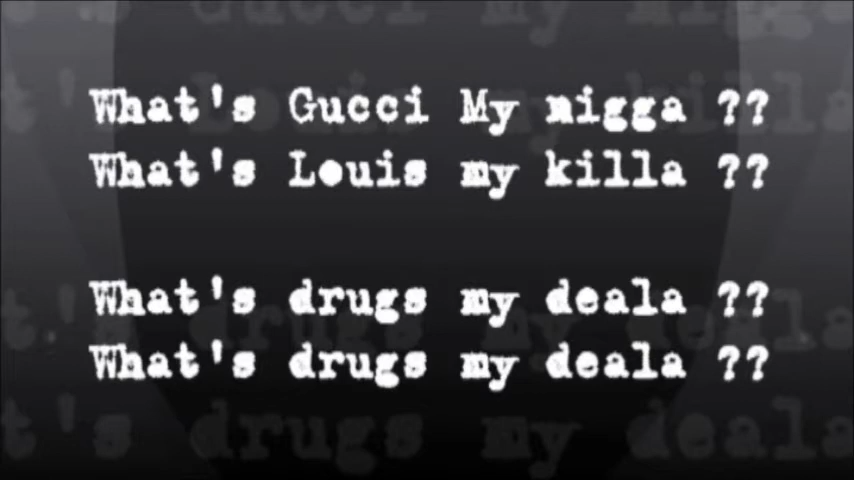 What's Gucci My nigga ??
What's Louis my killa ??
What's drugs my deala ??
What's drugs my deala ??